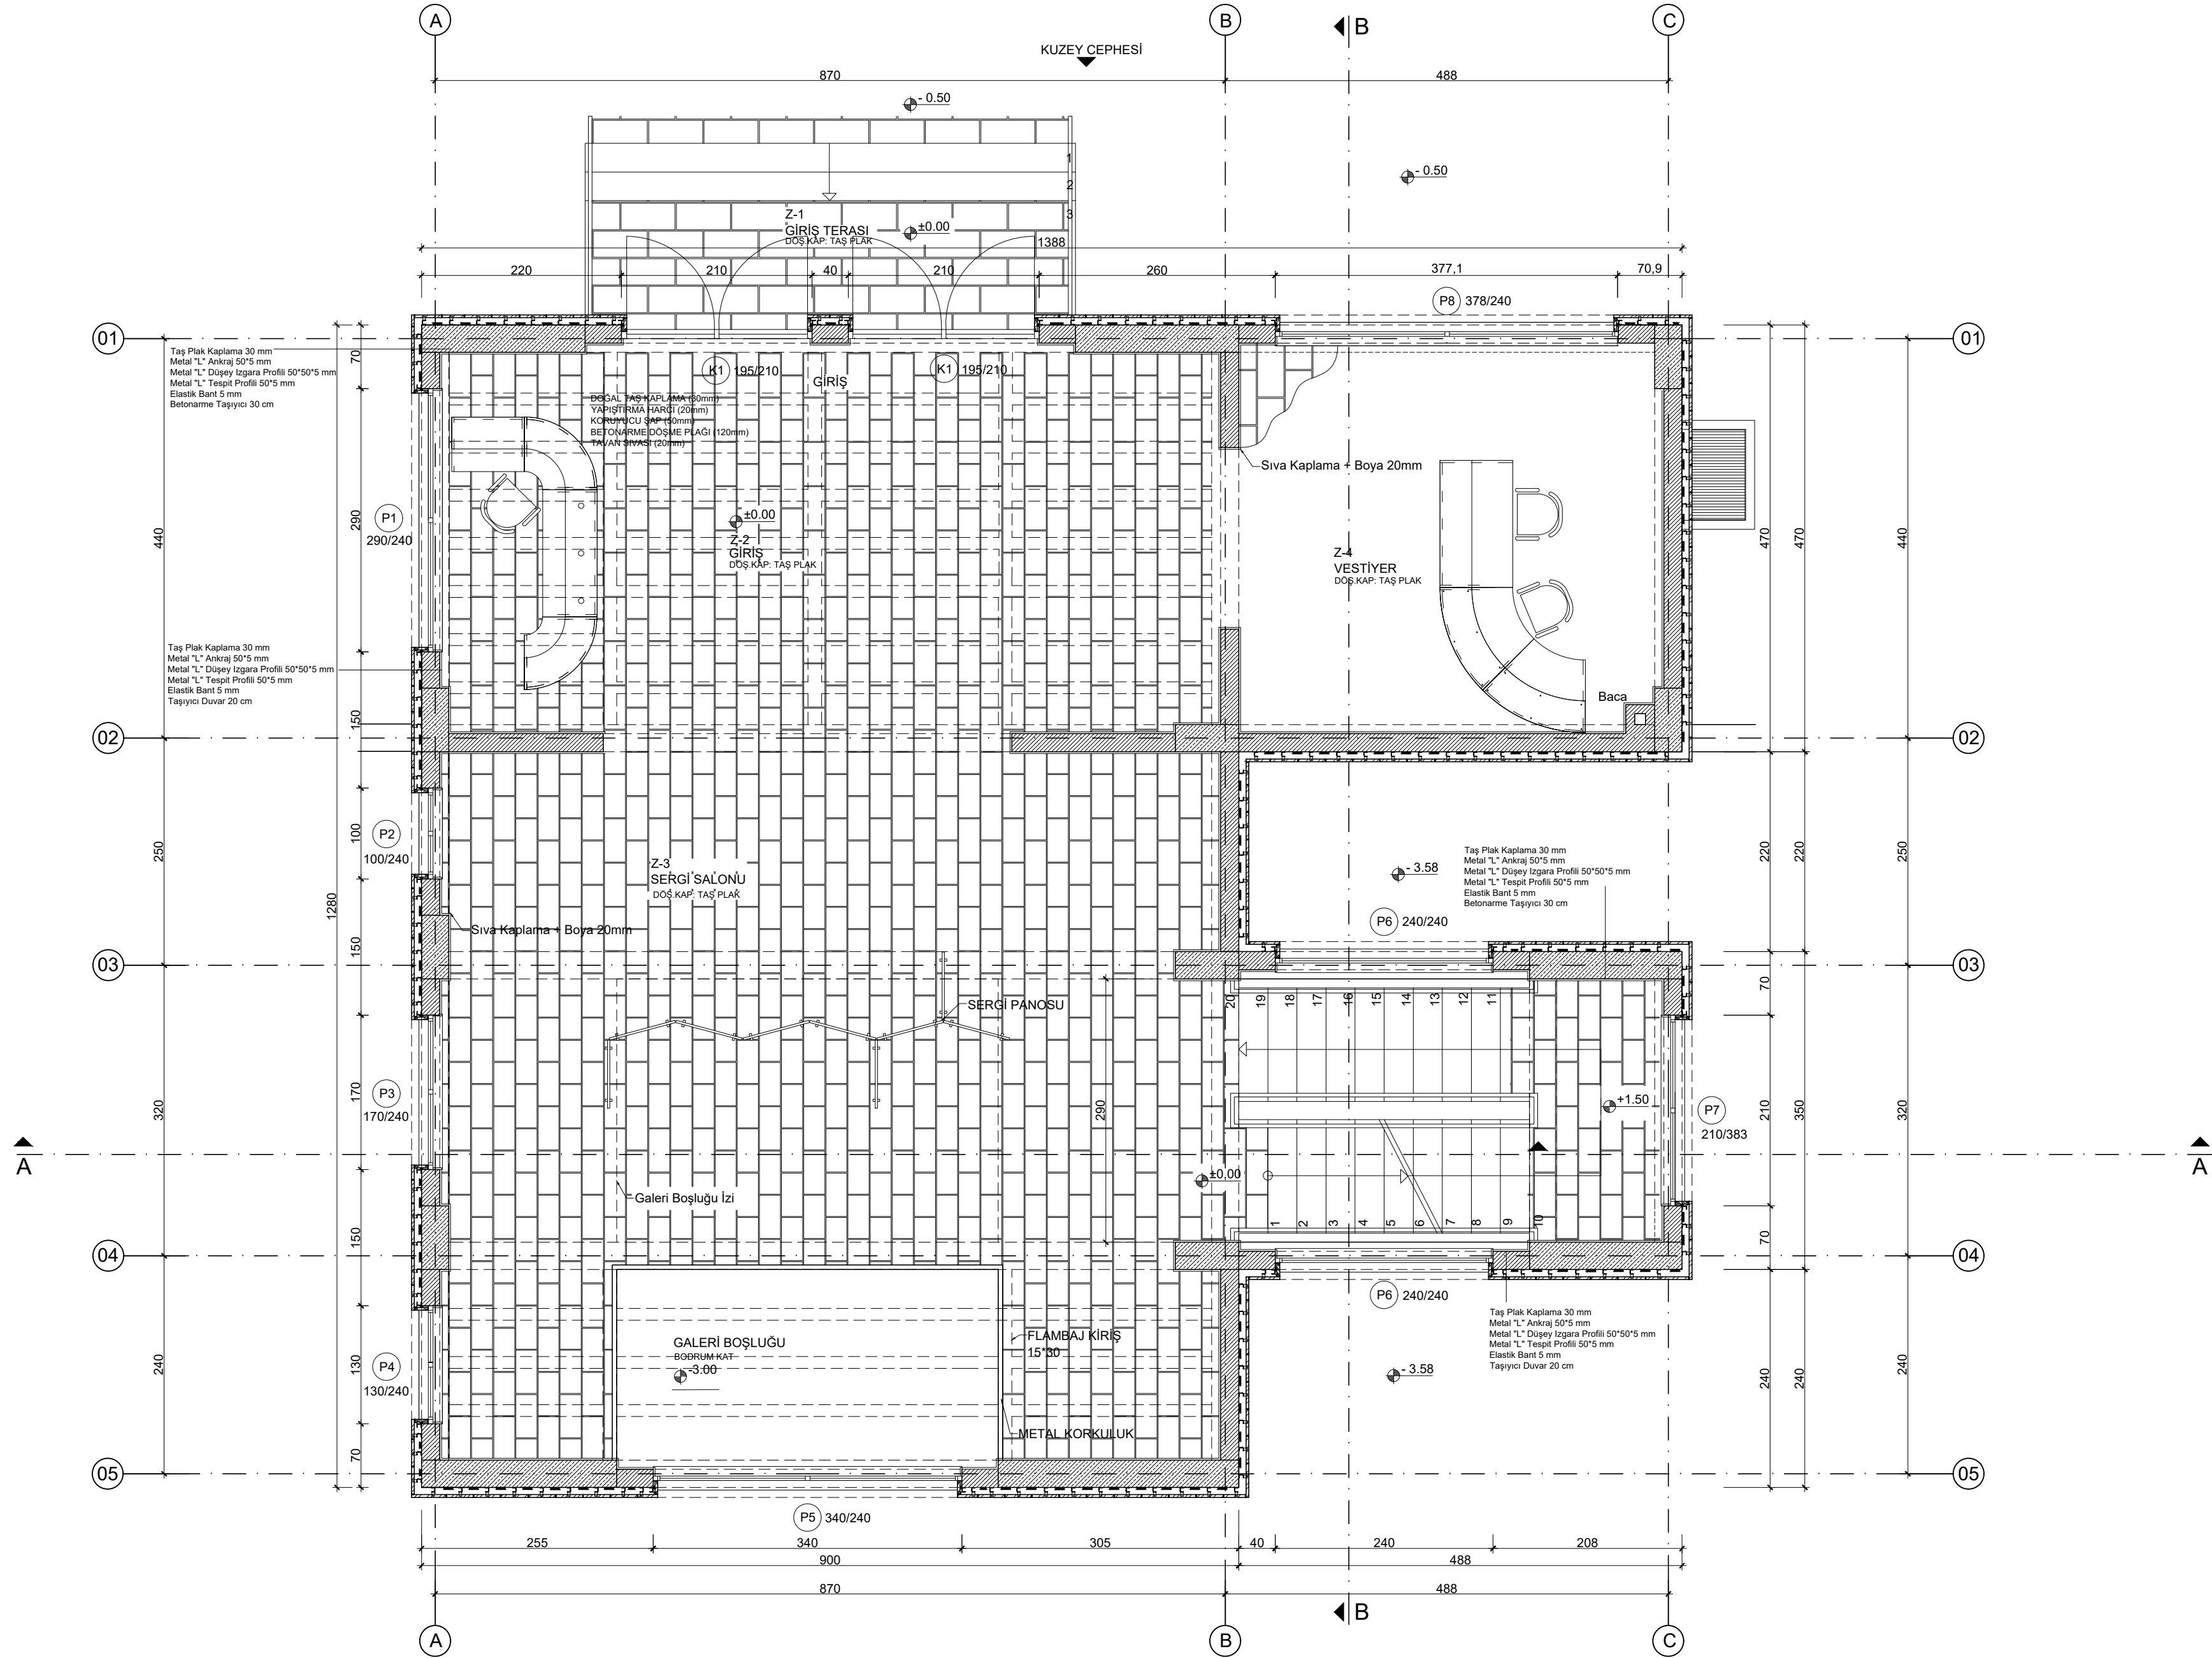 A
B
B
C
KUZEY CEPHESİ
870
488
- 0.50
- 0.50
1
2
3
Z-1
GİRİŞ TERASI
DÖŞ.KAP: TAŞ PLAK
±0.00
1388
220
210
40
210
260
377,1
70,9
P8 378/240
01
01
Taş Plak Kaplama 30 mm
Metal "L" Ankraj 50*5 mm
Metal "L" Düşey Izgara Profili 50*50*5 mm
Metal "L" Tespit Profili 50*5 mm
Elastik Bant 5 mm
Betonarme Taşıyıcı 30 cm
70
K1 195/210
GİRİŞ
K1 195/210
DOĞAL TAŞ KAPLAMA (30mm)
YAPIŞTIRMA HARCI (20mm)
KORUYUCU ŞAP (50mm)
BETONARME DÖŞME PLAĞI (120mm)
TAVAN SIVASI (20mm)
Sıva Kaplama + Boya 20mm
P1
290/240
290
440
±0.00
Z-2
GİRİŞ
DÖŞ.KAP: TAŞ PLAK
Z-4
VESTİYER
DÖŞ.KAP: TAŞ PLAK
470
470
440
Taş Plak Kaplama 30 mm
Metal "L" Ankraj 50*5 mm
Metal "L" Düşey Izgara Profili 50*50*5 mm
Metal "L" Tespit Profili 50*5 mm
Elastik Bant 5 mm
Taşıyıcı Duvar 20 cm
150
Baca
02
02
P2
100/240
100
250
1280
Z-3
SERGİ SALONU
DÖŞ.KAP: TAŞ PLAK
Sıva Kaplama + Boya 20mm
- 3.58
Taş Plak Kaplama 30 mm
Metal "L" Ankraj 50*5 mm
Metal "L" Düşey Izgara Profili 50*50*5 mm
Metal "L" Tespit Profili 50*5 mm
Elastik Bant 5 mm
Betonarme Taşıyıcı 30 cm
220
220
250
P6 240/240
150
03
03
SERGİ PANOSU
20
19
18
17
16
15
14
13
12
11
70
P3
170/240
170
320
290
+1.50
P7
210/383
210
350
320
A
A
±0,00
Galeri Boşluğu İzi
1
2
3
4
5
6
7
8
9
10
150
70
04
04
P6 240/240
Taş Plak Kaplama 30 mm
Metal "L" Ankraj 50*5 mm
Metal "L" Düşey Izgara Profili 50*50*5 mm
Metal "L" Tespit Profili 50*5 mm
Elastik Bant 5 mm
Taşıyıcı Duvar 20 cm
- 3.58
GALERİ BOŞLUĞU
BODRUM KAT
-3.00
FLAMBAJ KİRİŞ
15*30
METAL KORKULUK
P4
130/240
130
240
240
240
240
70
05
05
P5 340/240
255
340
305
40
240
208
900
488
870
488
B
A
B
C